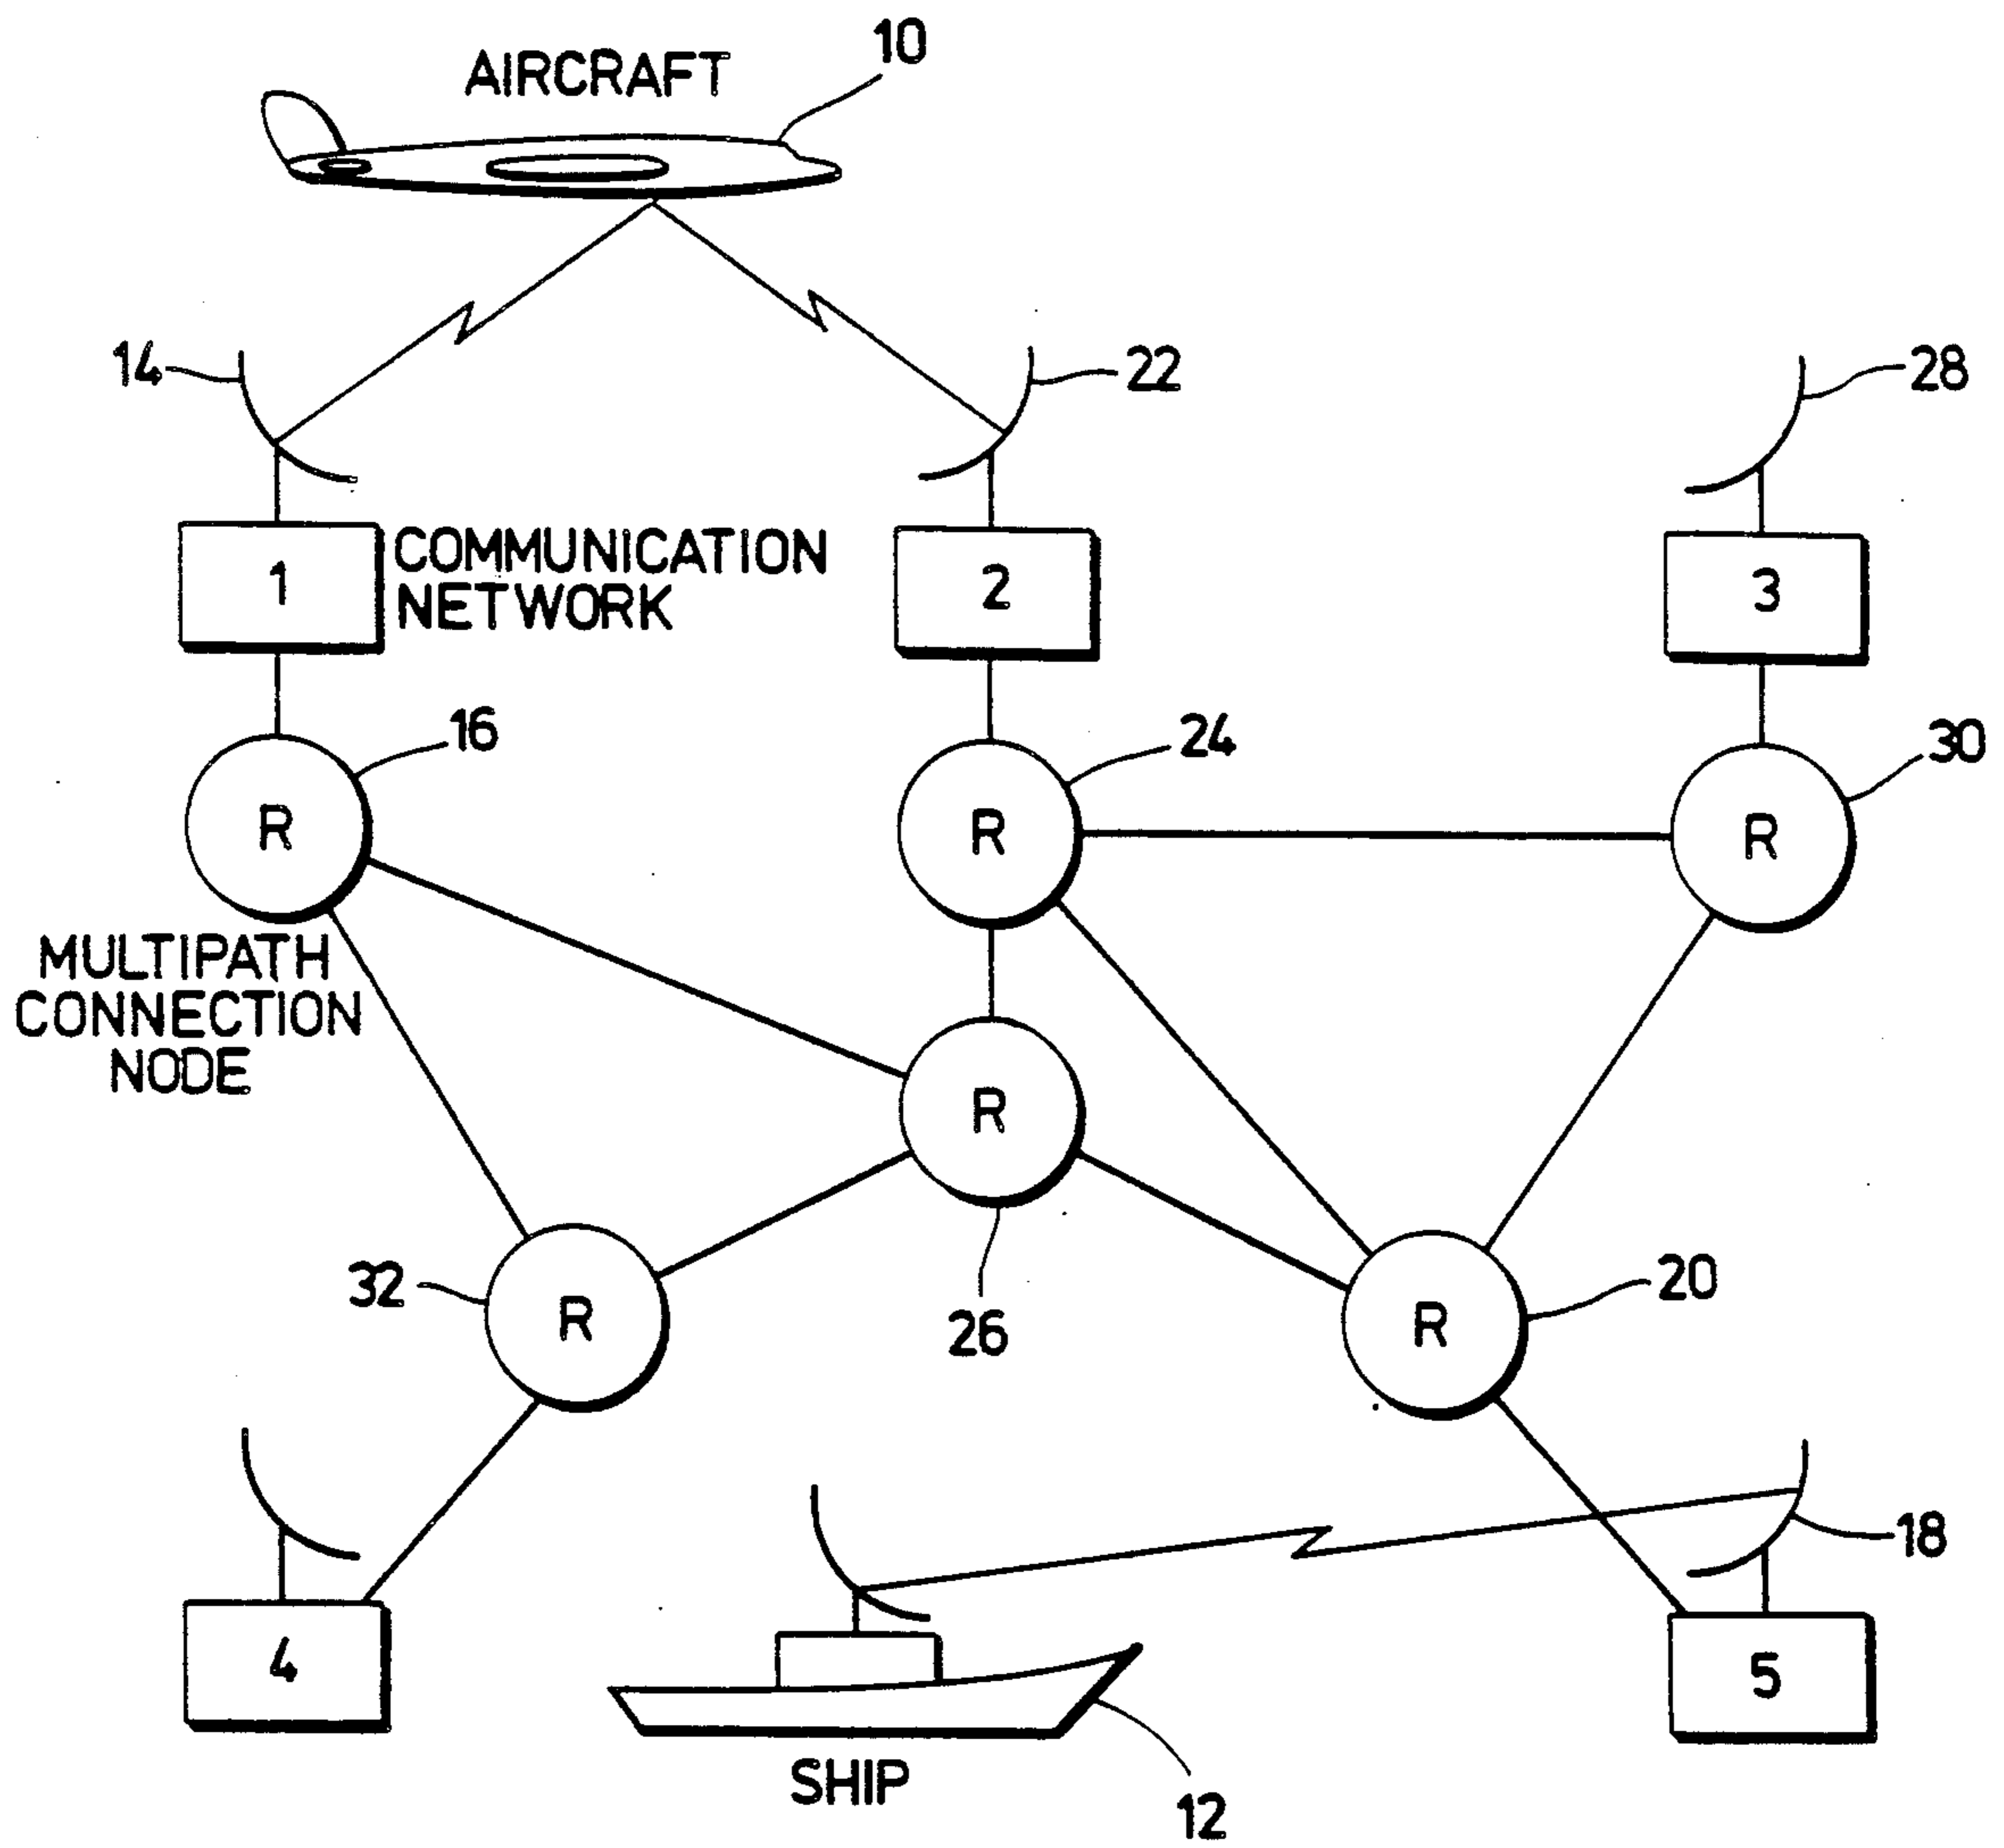 10
AIRCRAFT
14
22
28
1
COMMUNICATION
NETWORK
2
3
16
24
30
R
R
R
MULTIPATH
CONNECTION
NODE
R
32
R
26
R
20
18
4
5
SHIP
12